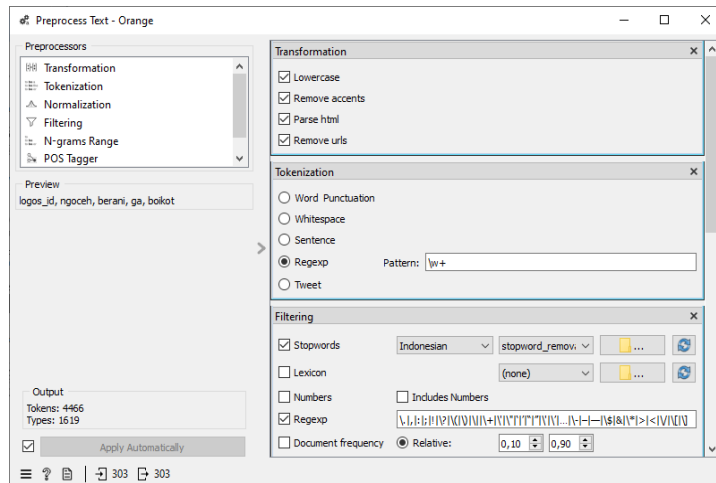 Preprocess Text - Orange
Preprocessors
Transformation
Tokenization
Normalization
Filtering
N-grams Range
POS Tagger
Preview
logos_id, ngoceh, berani, ga, boikot
Output
Tokens: 4466
Types: 1619
Apply Automatically
303 303
Transformation
Lowercase
Remove accents
Parse html
Remove urls
Tokenization
Word Punctuation
Whitespace
Sentence
Regexp Pattern: \w+
Tweet
Filtering
Stopwords Indonesian stopword_remova ...
Lexicon (none) ...
Numbers Includes Numbers
Regexp
Document frequency Relative: 0,10 0,90